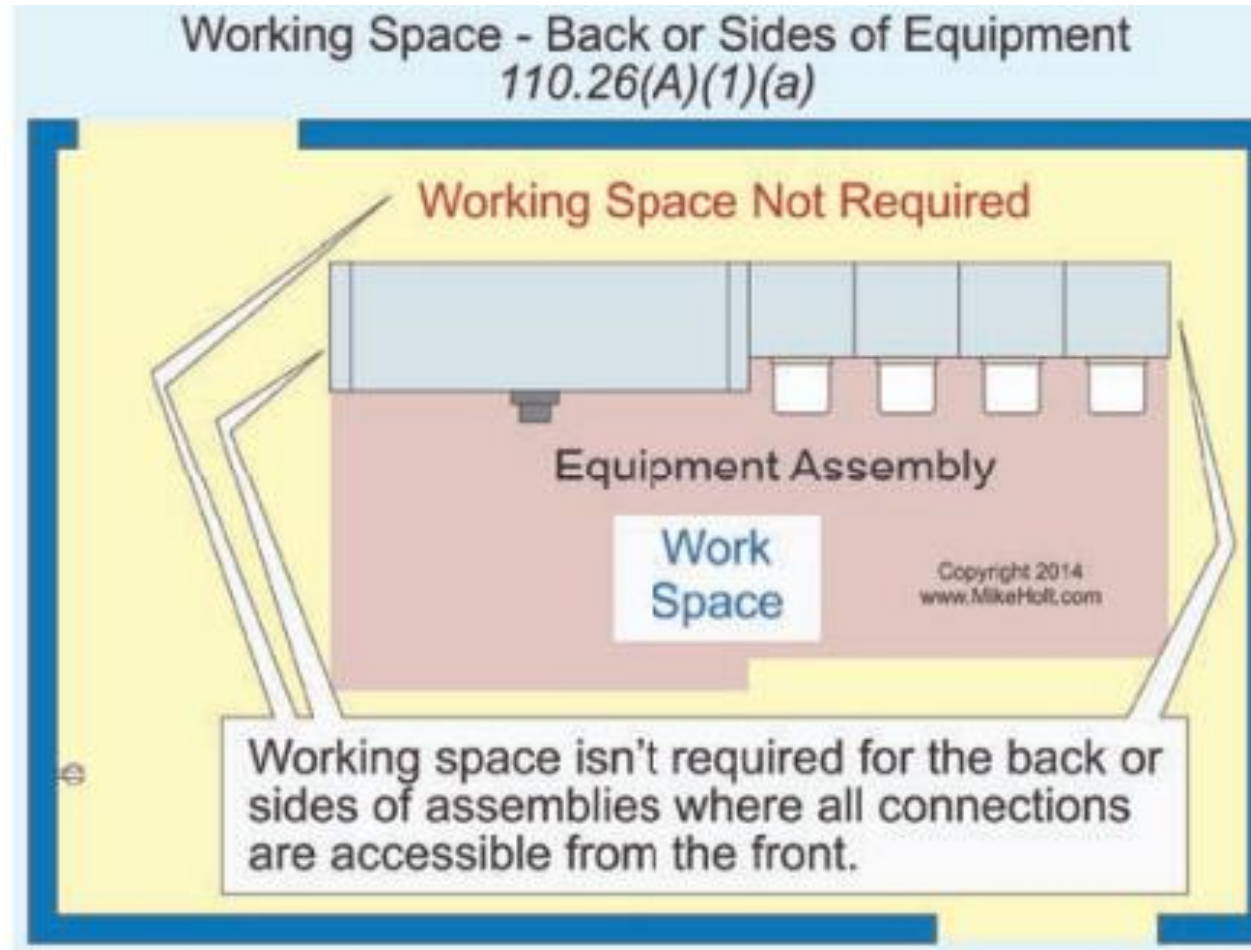 Working Space - Back or Sides of Equipment
110.26(A)(1)(a)
Working Space Not Required
Equipment Assembly
Work
Space
Copyright 2014
www.MikeHolt.com
Working space isn't required for the back or
sides of assemblies where all connections
are accessible from the front.